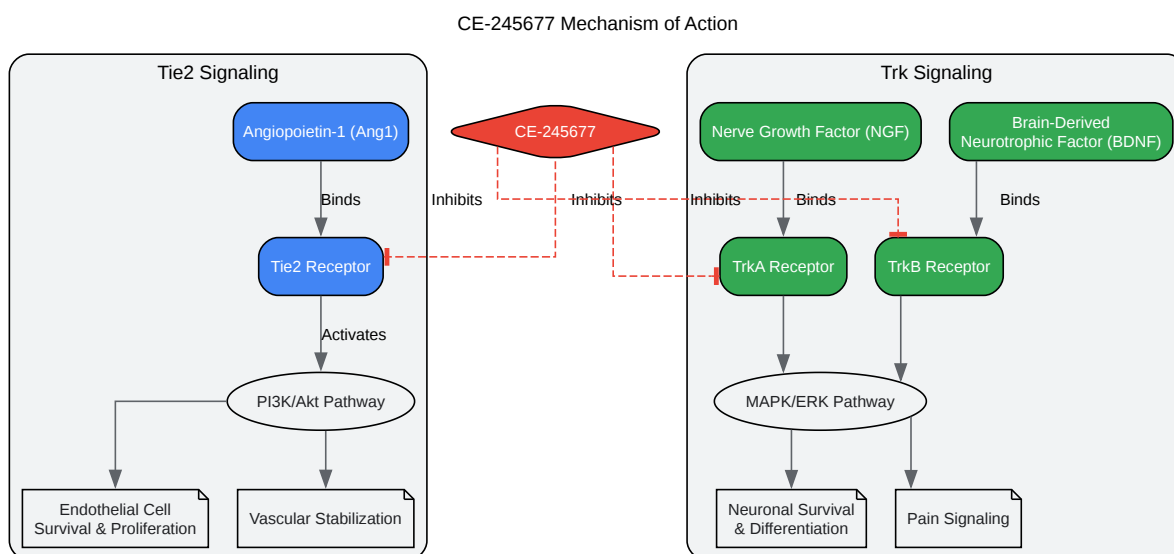 CE-245677 Mechanism of Action
Tie2 Signaling
Trk Signaling
Angiopoietin-1 (Ang1)
CE-245677
Nerve Growth Factor (NGF)
Brain-Derived
Neurotrophic Factor (BDNF)
Binds
Inhibits
Inhibits
Inhibits
Binds
Binds
Tie2 Receptor
TrkA Receptor
TrkB Receptor
Activates
PI3K/Akt Pathway
MAPK/ERK Pathway
Endothelial Cell
Survival & Proliferation
Vascular Stabilization
Neuronal Survival
& Differentiation
Pain Signaling